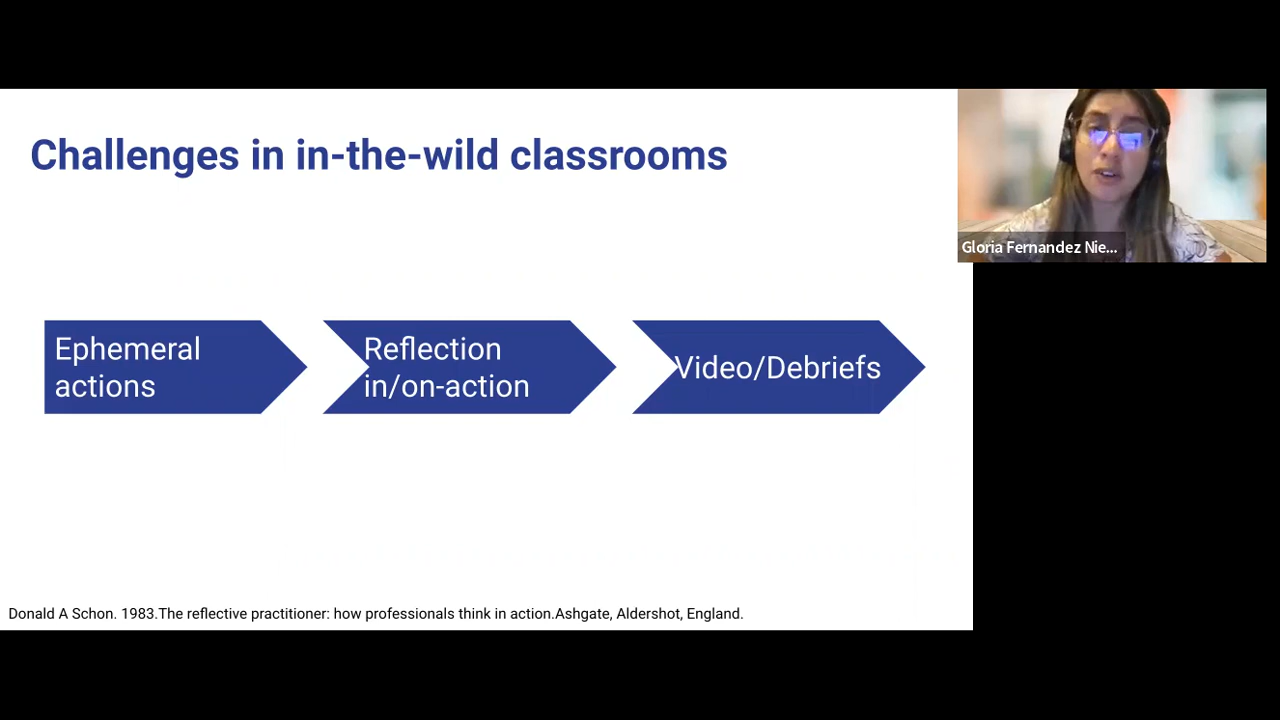 Challenges in in-the-wild classrooms
Gloria Fernandez Nie...
Ephemeral
actions
Reflection
in/on-action
Video/Debriefs
Donald A Schon. 1983.The reflective practitioner: how professionals think in action.Ashgate, Aldershot, England.